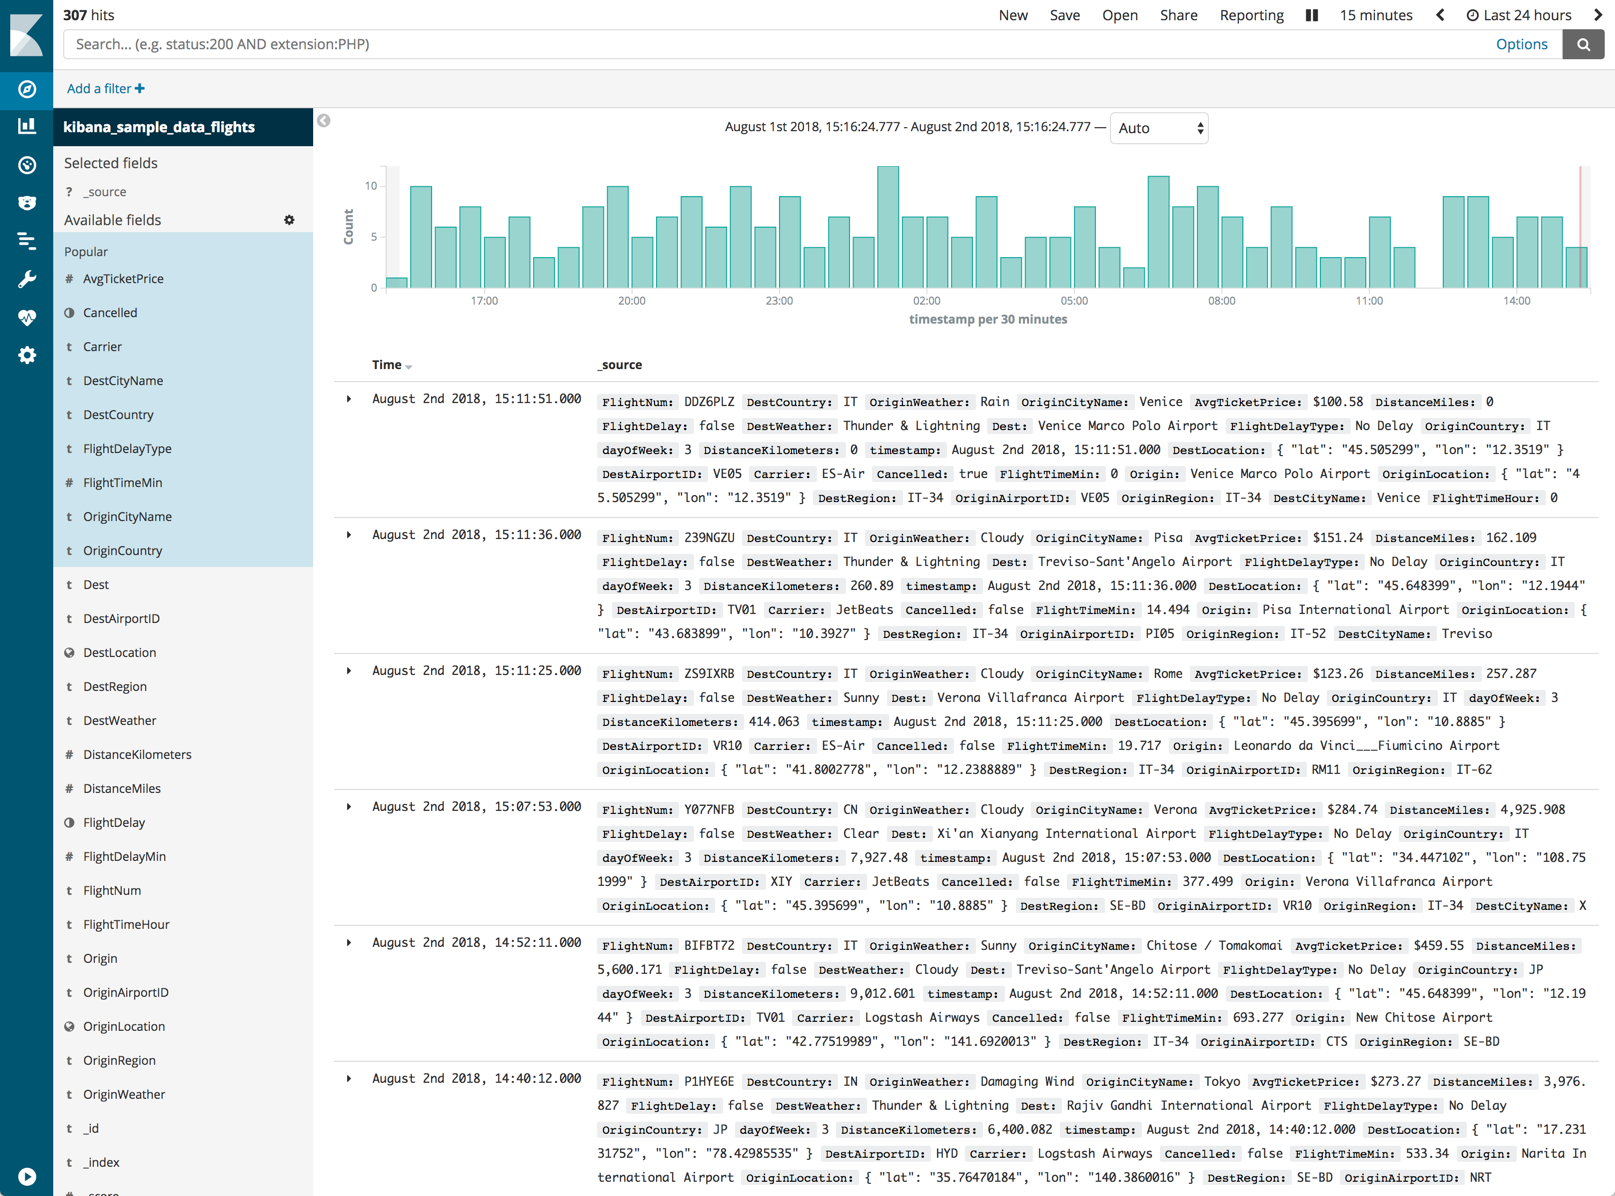 307 hits
New Save Open Share Reporting 15 minutes Last 24 hours
Search... (e.g. status:200 AND extension:PHP) Options
Add a filter
kibana_sample_data_flights
Selected fields
? _source
Available fields
Popular
# AvgTicketPrice
Cancelled
t Carrier
t DestCityName
t DestCountry
t FlightDelayType
# FlightTimeMin
t OriginCityName
t OriginCountry
t Dest
t DestAirportID
DestLocation
t DestRegion
t DestWeather
# DistanceKilometers
# DistanceMiles
FlightDelay
# FlightDelayMin
t FlightNum
t FlightTimeHour
t Origin
t OriginAirportID
OriginLocation
t OriginRegion
t OriginWeather
t _id
t _index
# _score
August 1st 2018, 15:16:24.777 - August 2nd 2018, 15:16:24.777 — Auto
Count
10
5
0
17:00 20:00 23:00 02:00 05:00 08:00 11:00 14:00
timestamp per 30 minutes
Time _source
August 2nd 2018, 15:11:51.000
FlightNum: DDZ6PLZ DestCountry: IT OriginWeather: Rain OriginCityName: Venice AvgTicketPrice: $100.58 DistanceMiles: 0
FlightDelay: false DestWeather: Thunder & Lightning Dest: Venice Marco Polo Airport FlightDelayType: No Delay OriginCountry: IT
dayOfWeek: 3 DistanceKilometers: 0 timestamp: August 2nd 2018, 15:11:51.000 DestLocation: { "lat": "45.505299", "lon": "12.3519" }
DestAirportID: VE05 Carrier: ES-Air Cancelled: true FlightTimeMin: 0 Origin: Venice Marco Polo Airport OriginLocation: { "lat": "4
5.505299", "lon": "12.3519" } DestRegion: IT-34 OriginAirportID: VE05 OriginRegion: IT-34 DestCityName: Venice FlightTimeHour: 0
August 2nd 2018, 15:11:36.000
FlightNum: 239NGZU DestCountry: IT OriginWeather: Cloudy OriginCityName: Pisa AvgTicketPrice: $151.24 DistanceMiles: 162.109
FlightDelay: false DestWeather: Thunder & Lightning Dest: Treviso-Sant'Angelo Airport FlightDelayType: No Delay OriginCountry: IT
dayOfWeek: 3 DistanceKilometers: 260.89 timestamp: August 2nd 2018, 15:11:36.000 DestLocation: { "lat": "45.648399", "lon": "12.1944"
} DestAirportID: TV01 Carrier: JetBeats Cancelled: false FlightTimeMin: 14.494 Origin: Pisa International Airport OriginLocation: {
"lat": "43.683899", "lon": "10.3927" } DestRegion: IT-34 OriginAirportID: PI05 OriginRegion: IT-52 DestCityName: Treviso
August 2nd 2018, 15:11:25.000
FlightNum: ZS9IXRB DestCountry: IT OriginWeather: Cloudy OriginCityName: Rome AvgTicketPrice: $123.26 DistanceMiles: 257.287
FlightDelay: false DestWeather: Sunny Dest: Verona Villafranca Airport FlightDelayType: No Delay OriginCountry: IT dayOfWeek: 3
DistanceKilometers: 414.063 timestamp: August 2nd 2018, 15:11:25.000 DestLocation: { "lat": "45.395699", "lon": "10.8885" }
DestAirportID: VR10 Carrier: ES-Air Cancelled: false FlightTimeMin: 19.717 Origin: Leonardo da Vinci___Fiumicino Airport
OriginLocation: { "lat": "41.8002778", "lon": "12.2388889" } DestRegion: IT-34 OriginAirportID: RM11 OriginRegion: IT-62
August 2nd 2018, 15:07:53.000
FlightNum: Y077NFB DestCountry: CN OriginWeather: Cloudy OriginCityName: Verona AvgTicketPrice: $284.74 DistanceMiles: 4,925.908
FlightDelay: false DestWeather: Clear Dest: Xi'an Xianyang International Airport FlightDelayType: No Delay OriginCountry: IT
dayOfWeek: 3 DistanceKilometers: 7,927.48 timestamp: August 2nd 2018, 15:07:53.000 DestLocation: { "lat": "34.447102", "lon": "108.75
1999" } DestAirportID: XIY Carrier: JetBeats Cancelled: false FlightTimeMin: 377.499 Origin: Verona Villafranca Airport
OriginLocation: { "lat": "45.395699", "lon": "10.8885" } DestRegion: SE-BD OriginAirportID: VR10 OriginRegion: IT-34 DestCityName: X
August 2nd 2018, 14:52:11.000
FlightNum: BIFBT72 DestCountry: IT OriginWeather: Sunny OriginCityName: Chitose / Tomakomai AvgTicketPrice: $459.55 DistanceMiles:
5,600.171 FlightDelay: false DestWeather: Cloudy Dest: Treviso-Sant'Angelo Airport FlightDelayType: No Delay OriginCountry: JP
dayOfWeek: 3 DistanceKilometers: 9,012.601 timestamp: August 2nd 2018, 14:52:11.000 DestLocation: { "lat": "45.648399", "lon": "12.19
44" } DestAirportID: TV01 Carrier: Logstash Airways Cancelled: false FlightTimeMin: 693.277 Origin: New Chitose Airport
OriginLocation: { "lat": "42.77519989", "lon": "141.6920013" } DestRegion: IT-34 OriginAirportID: CTS OriginRegion: SE-BD
August 2nd 2018, 14:40:12.000
FlightNum: P1HYE6E DestCountry: IN OriginWeather: Damaging Wind OriginCityName: Tokyo AvgTicketPrice: $273.27 DistanceMiles: 3,976.
827 FlightDelay: false DestWeather: Thunder & Lightning Dest: Rajiv Gandhi International Airport FlightDelayType: No Delay
OriginCountry: JP dayOfWeek: 3 DistanceKilometers: 6,400.082 timestamp: August 2nd 2018, 14:40:12.000 DestLocation: { "lat": "17.231
31752", "lon": "78.42985535" } DestAirportID: HYD Carrier: Logstash Airways Cancelled: false FlightTimeMin: 533.34 Origin: Narita In
ternational Airport OriginLocation: { "lat": "35.76470184", "lon": "140.3860016" } DestRegion: SE-BD OriginAirportID: NRT